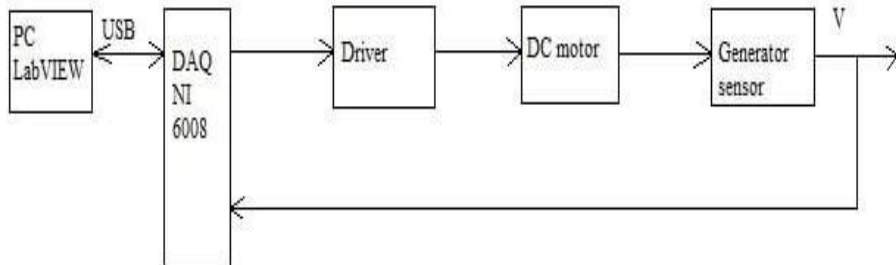 PC
LabVIEW
USB
DAQ
NI
6008
Driver
DC motor
Generator
sensor
V